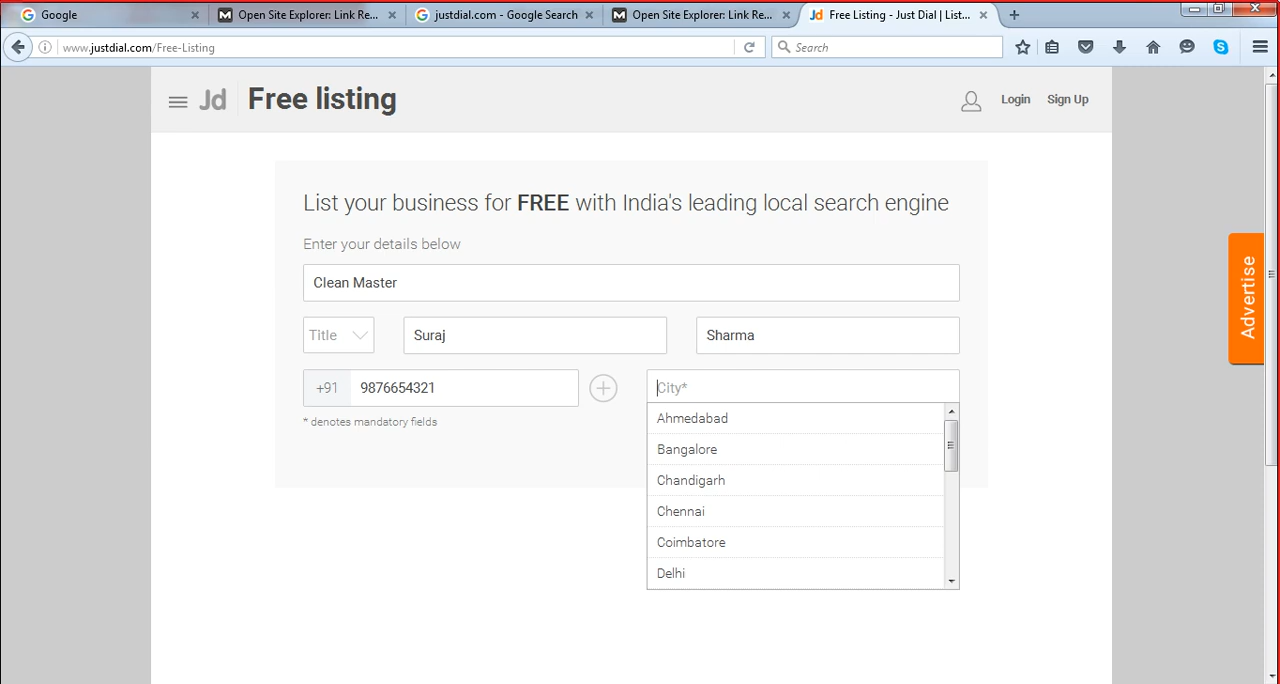 Google
Open Site Explorer: Link Re...
justdial.com - Google Search
Open Site Explorer: Link Re...
Jd Free Listing - Just Dial | List...
www.justdial.com/Free-Listing
Search
Jd
Free listing
Login
Sign Up
List your business for FREE with India's leading local search engine
Enter your details below
Clean Master
Title
Suraj
Sharma
+91
9876654321
City*
* denotes mandatory fields
Ahmedabad
Bangalore
Chandigarh
Chennai
Coimbatore
Delhi
Advertise